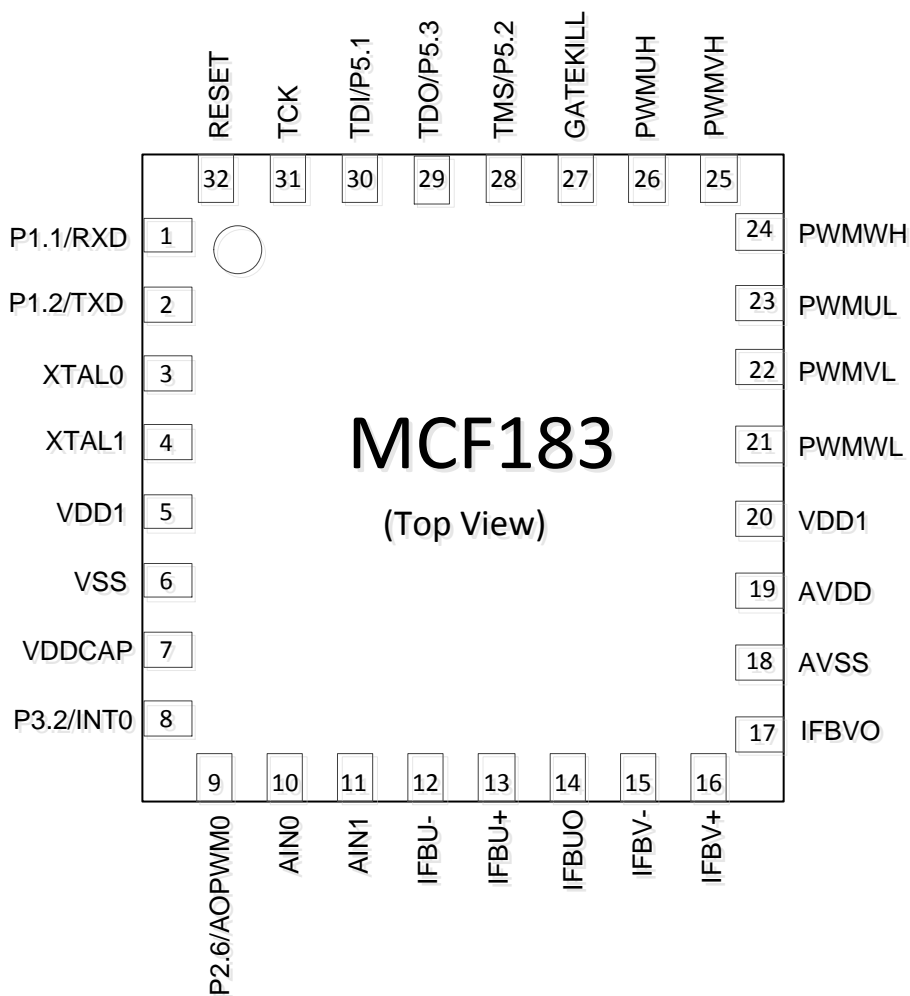 RESET
TCK
TDI/P5.1
TDO/P5.3
TMS/P5.2
GATEKILL
PWMUH
PWMVH
32
31
30
29
28
27
26
25
P1.1/RXD 1
P1.2/TXD 2
XTAL0 3
XTAL1 4
VDD1 5
VSS 6
VDDCAP 7
P3.2/INT0 8
MCF183
(Top View)
24 PWMWH
23 PWMUL
22 PWMVL
21 PWMWL
20 VDD1
19 AVDD
18 AVSS
17 IFBVO
9
10
11
12
13
14
15
16
P2.6/AOPWM0
AIN0
AIN1
IFBU-
IFBU+
IFBUO
IFBV-
IFBV+